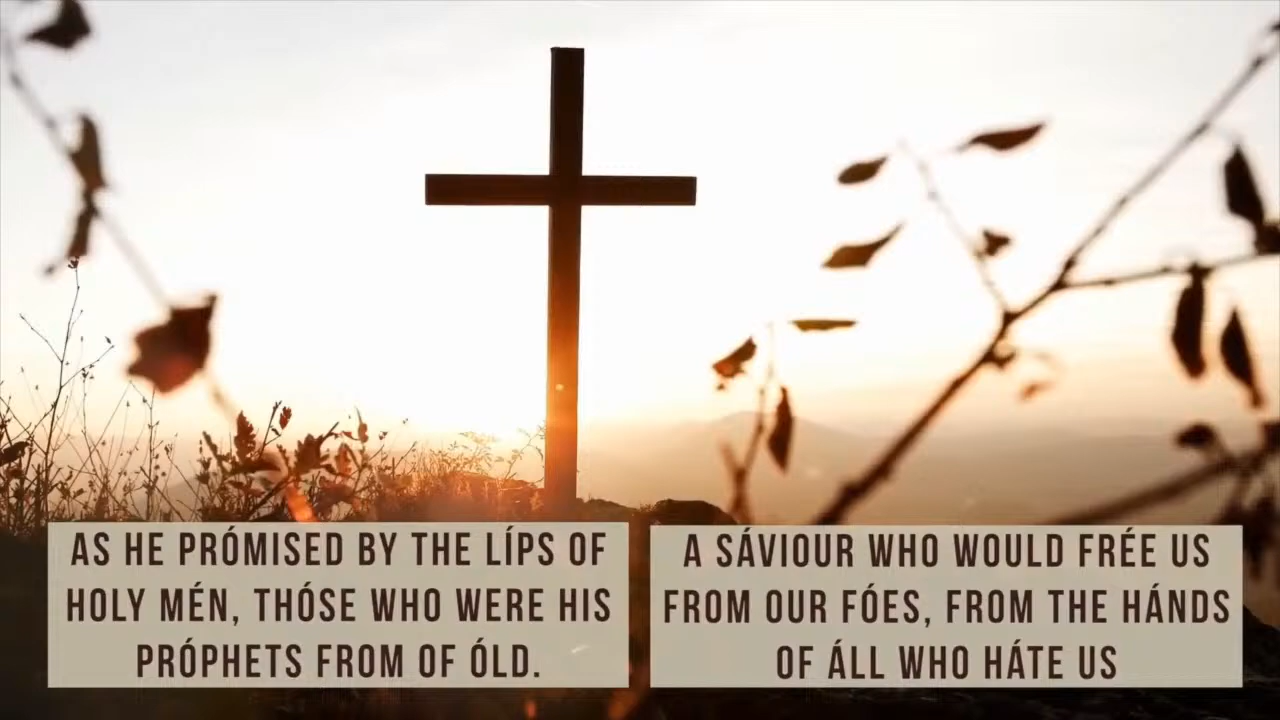 AS HE PRÓMISED BY THE LÍPS OF
HOLY MÉN, THÓSE WHO WERE HIS
PRÓPHETS FROM OF ÓLD.
A SÁVIOUR WHO WOULD FRÉE US
FROM OUR FÓES, FROM THE HÁNDS
OF ÁLL WHO HÁTE US